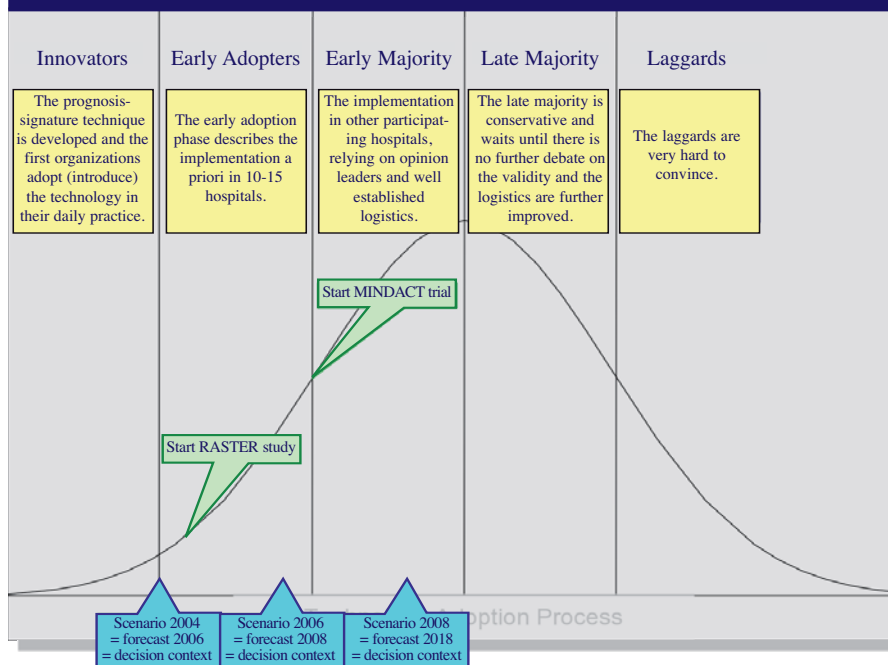 Innovators
Early Adopters
Early Majority
Late Majority
Laggards
The prognosis-
signature technique
is developed and the
first organizations
adopt (introduce)
the technology in
their daily practice.
The early adoption
phase describes the
implementation a
priori in 10-15
hospitals.
The implementation
in other participat-
ing hospitals,
relying on opinion
leaders and well
established
logistics.
The late majority is
conservative and
waits until there is
no further debate on
the validity and the
logistics are further
improved.
The laggards are
very hard to
convince.
Start MINDACT trial
Start RASTER study
option Process
Scenario 2004
= forecast 2006
= decision context
Scenario 2006
= forecast 2008
= decision context
Scenario 2008
= forecast 2018
= decision context